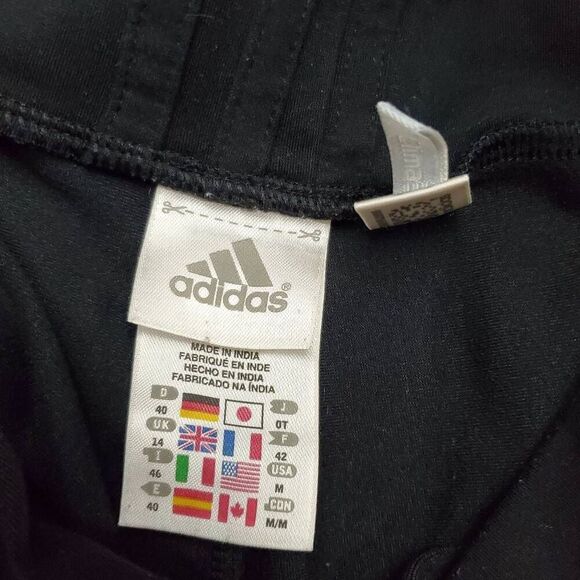 adidas®
MADE IN INDIA
FABRIQUÉ EN INDE
HECHO EN INDIA
FABRICADO NA ÍNDIA
D J
40 OT
UK F
14 42
I USA
46 M
E CDN
40 M/M